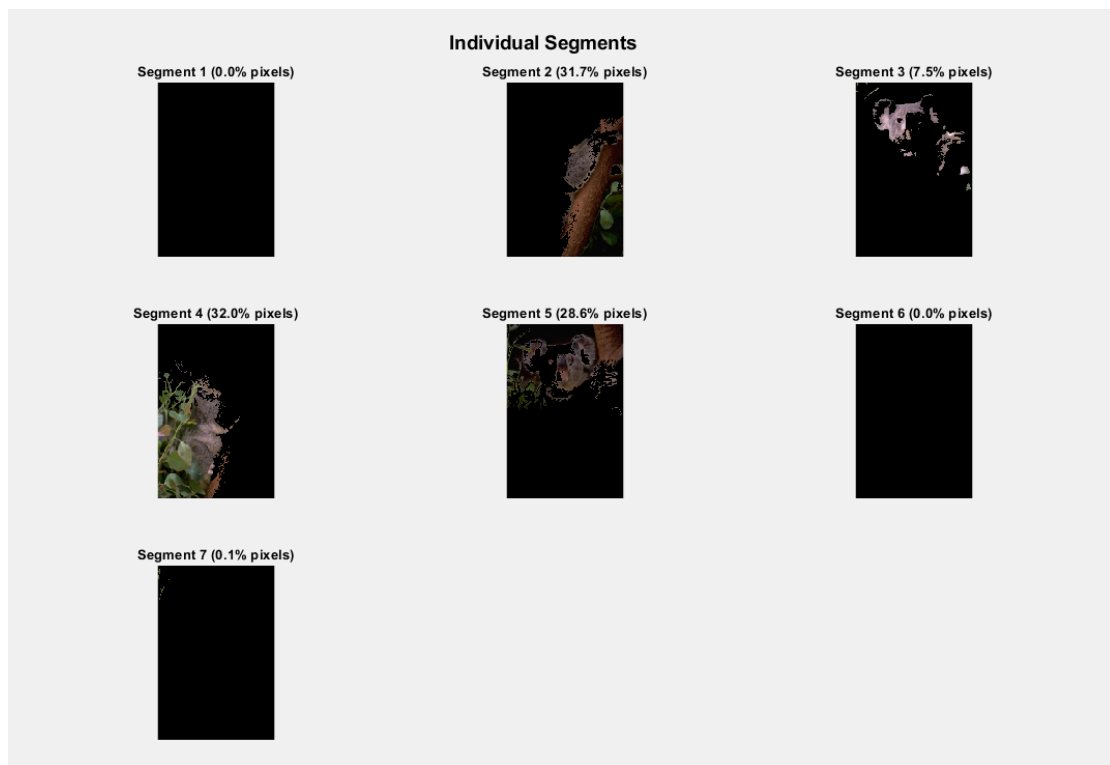 Individual Segments
Segment 1 (0.0% pixels)
Segment 2 (31.7% pixels)
Segment 3 (7.5% pixels)
Segment 4 (32.0% pixels)
Segment 5 (28.6% pixels)
Segment 6 (0.0% pixels)
Segment 7 (0.1% pixels)